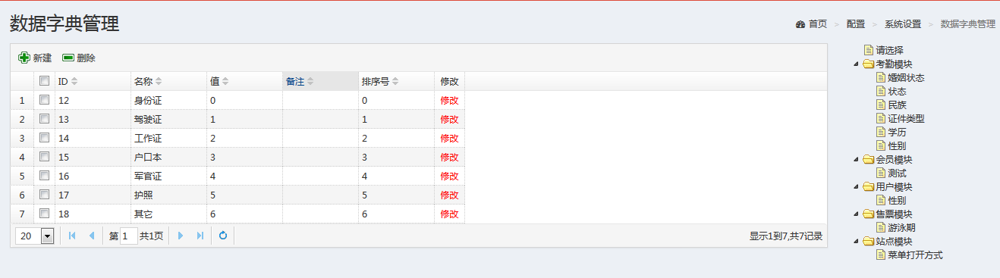 数据字典管理
首页 > 配置 > 系统设置 > 数据字典管理
新建 删除
ID 名称 值 备注 排序号 修改
1 12 身份证 0 0 修改
2 13 驾驶证 1 1 修改
3 14 工作证 2 2 修改
4 15 户口本 3 3 修改
5 16 军官证 4 4 修改
6 17 护照 5 5 修改
7 18 其它 6 6 修改
20 第 1 共1页 显示1到7,共7记录
请选择
考勤模块
婚姻状态
状态
民族
证件类型
学历
性别
会员模块
测试
用户模块
性别
售票模块
游泳期
站点模块
菜单打开方式